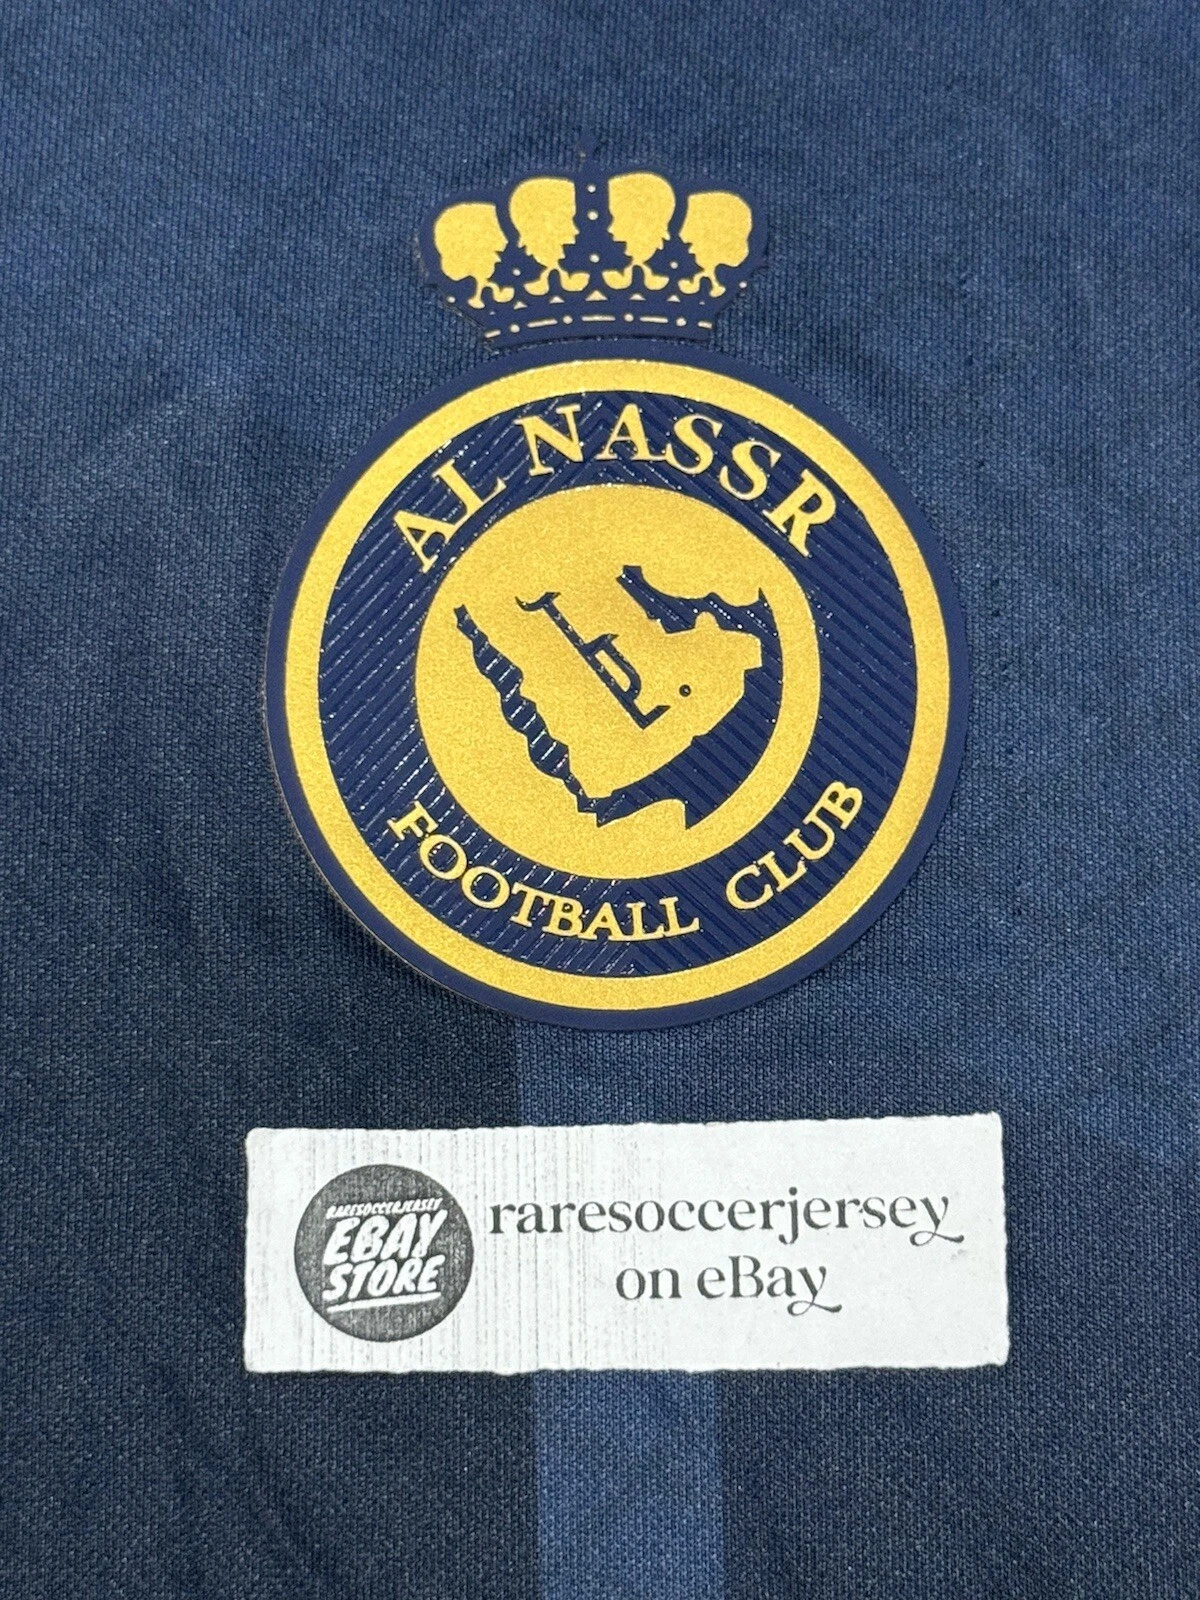 AL NASSR
FOOTBALL CLUB
RARESOCCERJERSEY
EBAY
STORE
raresoccerjersey
on eBay